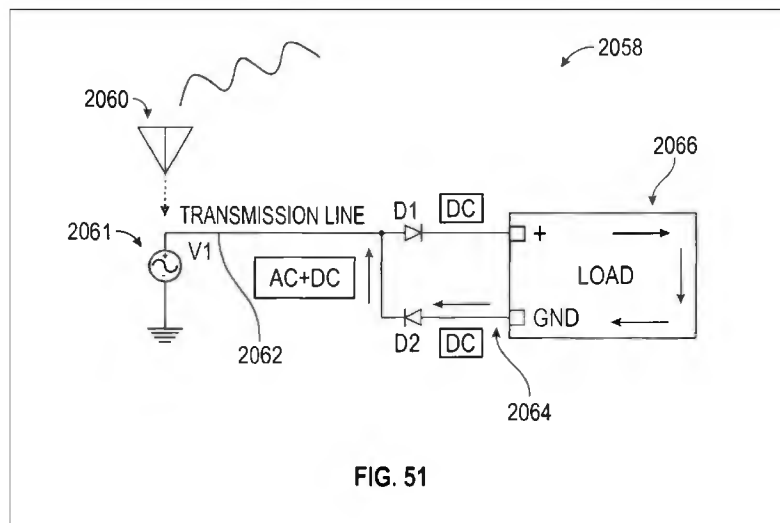 2058
2060
2066
D1
DC
TRANSMISSION LINE
2061
V1
+
AC+DC
LOAD
GND
D2
DC
2062
2064
FIG. 51